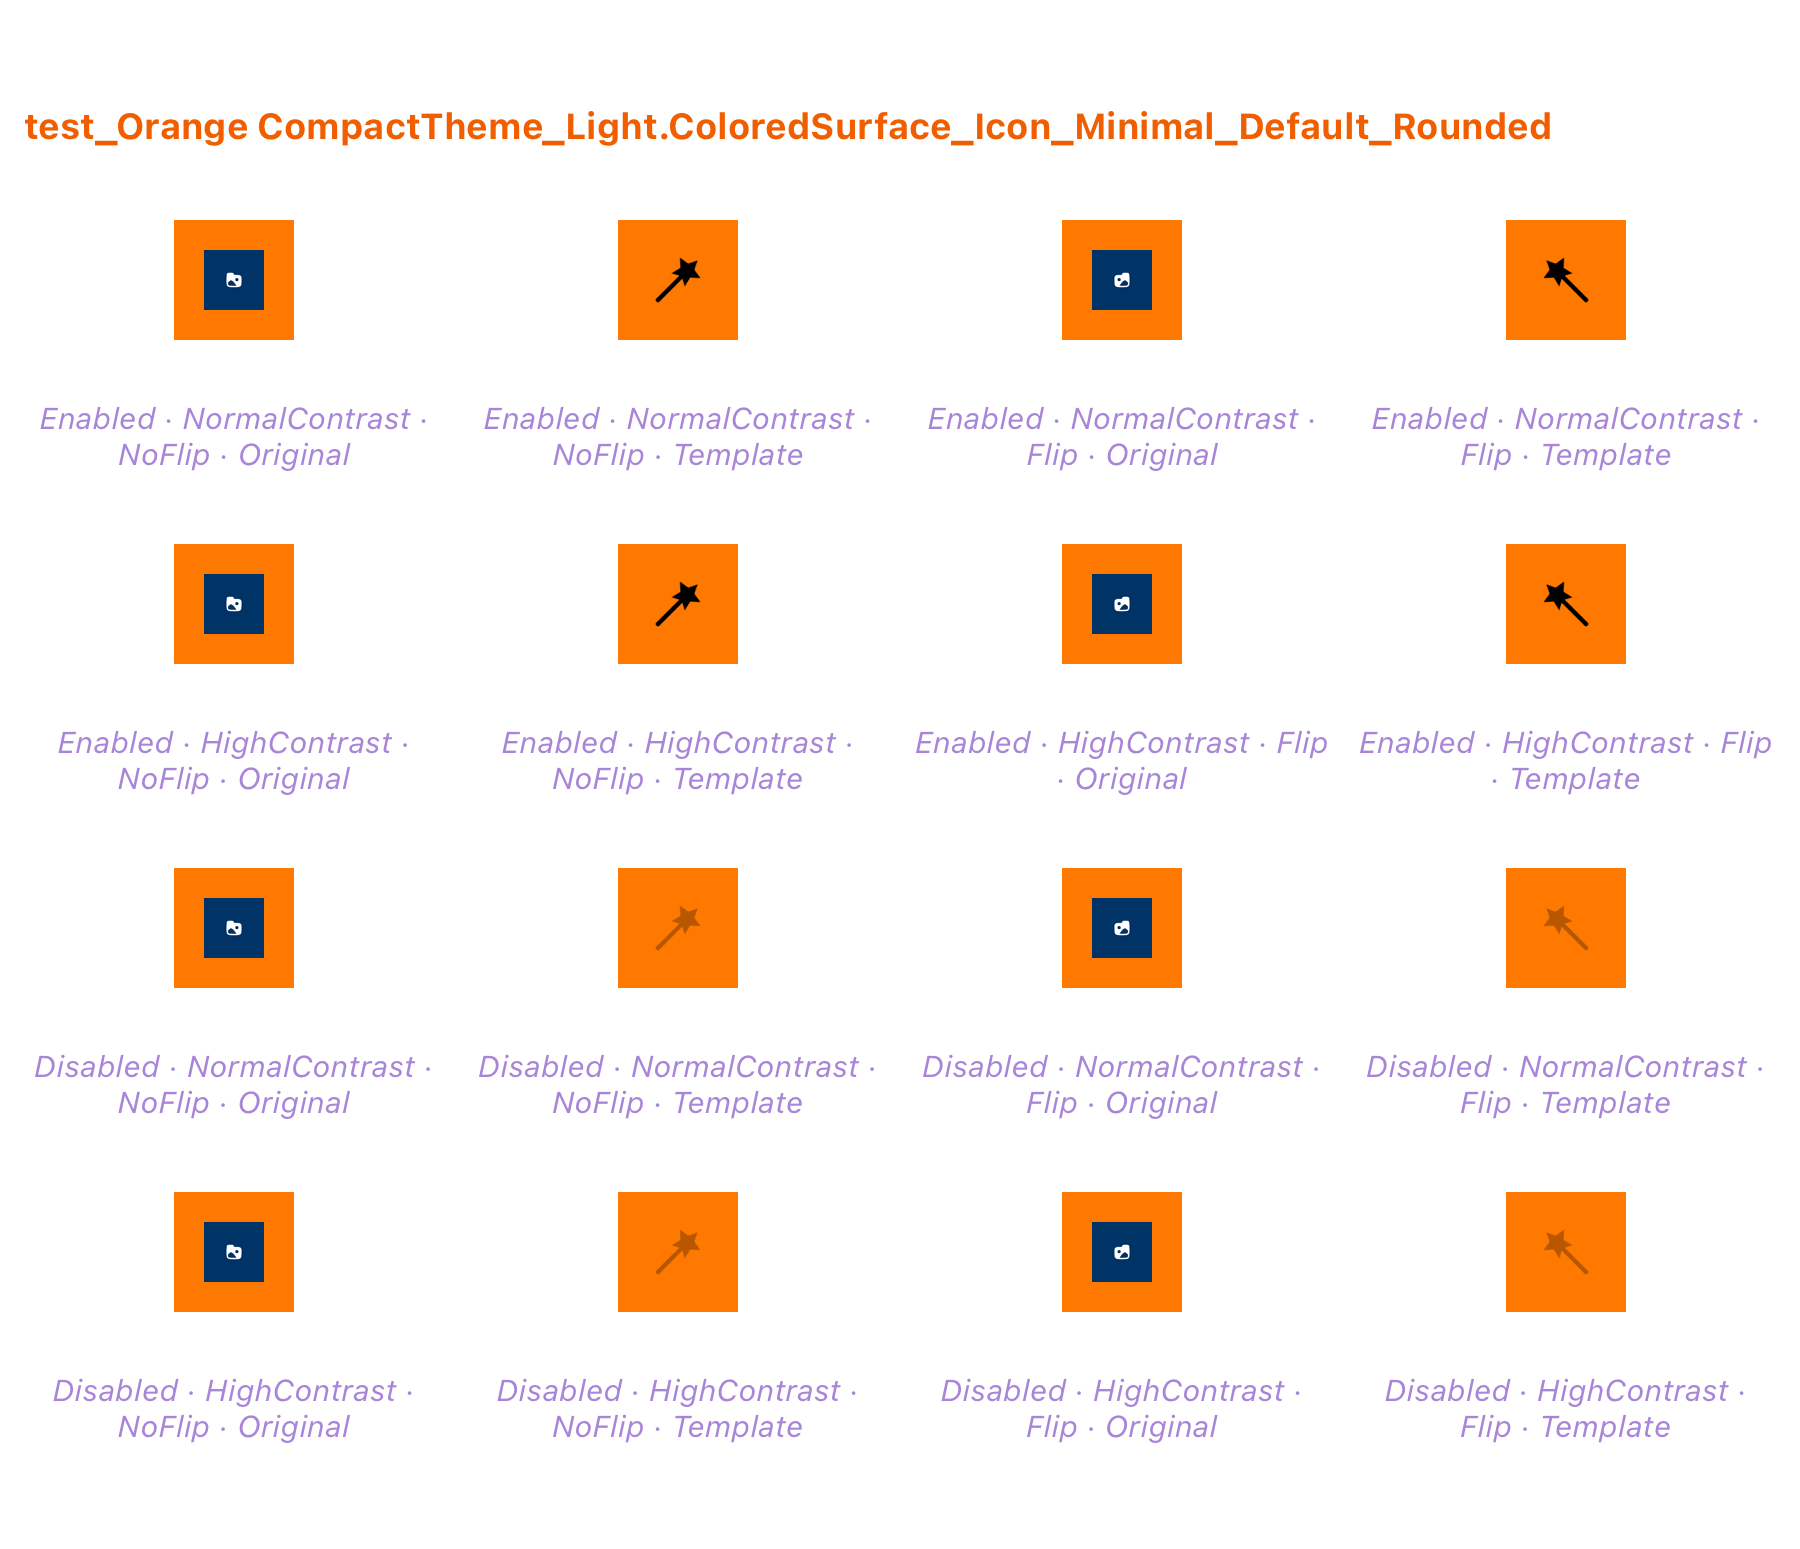 test_Orange CompactTheme_Light.ColoredSurface_Icon_Minimal_Default_Rounded
Enabled · NormalContrast ·
NoFlip · Original
Enabled · NormalContrast ·
NoFlip · Template
Enabled · NormalContrast ·
Flip · Original
Enabled · NormalContrast ·
Flip · Template
Enabled · HighContrast ·
NoFlip · Original
Enabled · HighContrast ·
NoFlip · Template
Enabled · HighContrast · Flip
· Original
Enabled · HighContrast · Flip
· Template
Disabled · NormalContrast ·
NoFlip · Original
Disabled · NormalContrast ·
NoFlip · Template
Disabled · NormalContrast ·
Flip · Original
Disabled · NormalContrast ·
Flip · Template
Disabled · HighContrast ·
NoFlip · Original
Disabled · HighContrast ·
NoFlip · Template
Disabled · HighContrast ·
Flip · Original
Disabled · HighContrast ·
Flip · Template